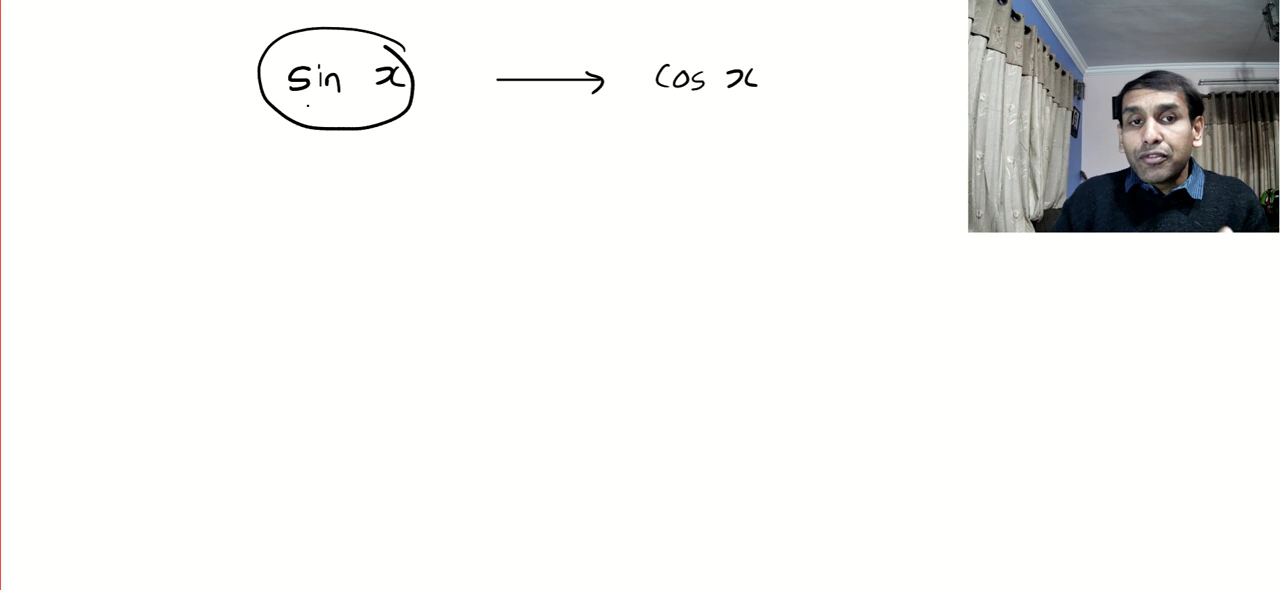 sin x → cos x